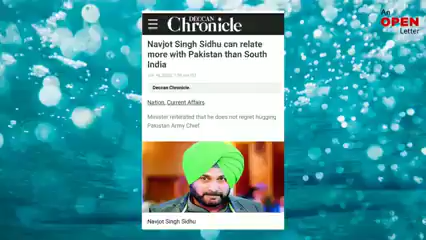 DECCAN
Chronicle
An
OPEN
Letter
Navjot Singh Sidhu can relate
more with Pakistan than South
India
Deccan Chronicle.
Nation, Current Affairs
Minister reiterated that he does not regret hugging
Pakistan Army Chief.
Navjot Singh Sidhu